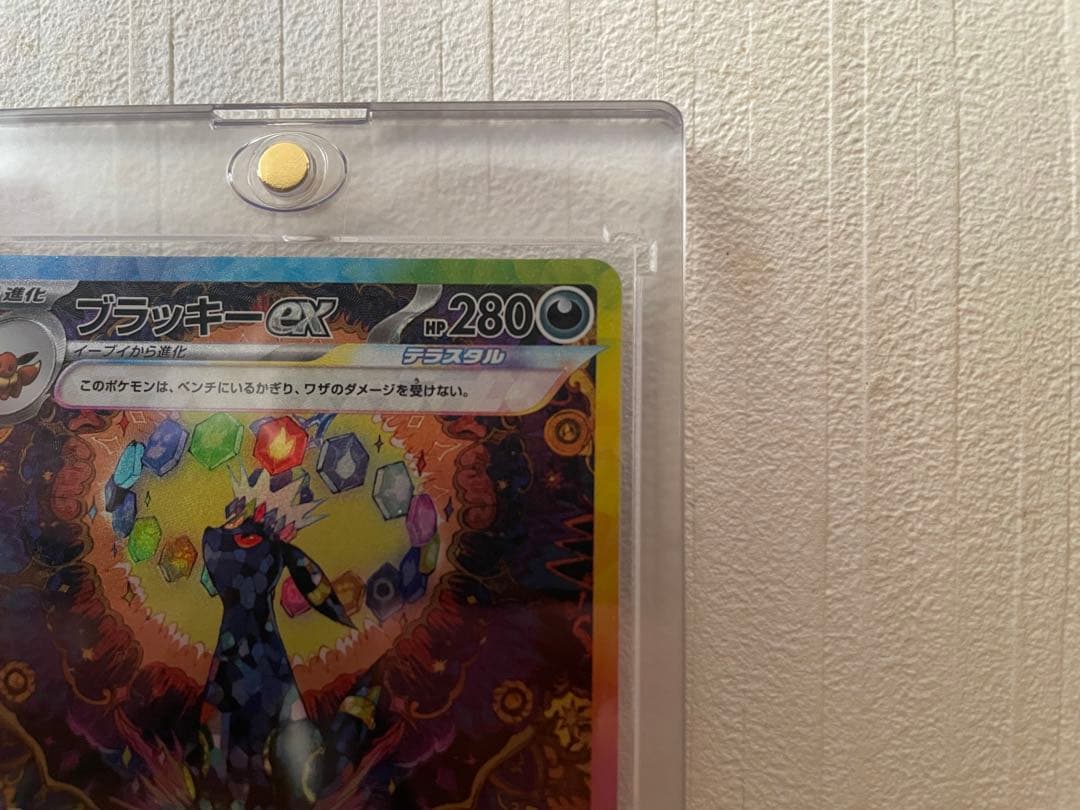 進化
ブラッキーex
HP280
イーブイから進化
テラスタル
このポケモンは、ベンチにいるかぎり、ワザのダメージを受けない。